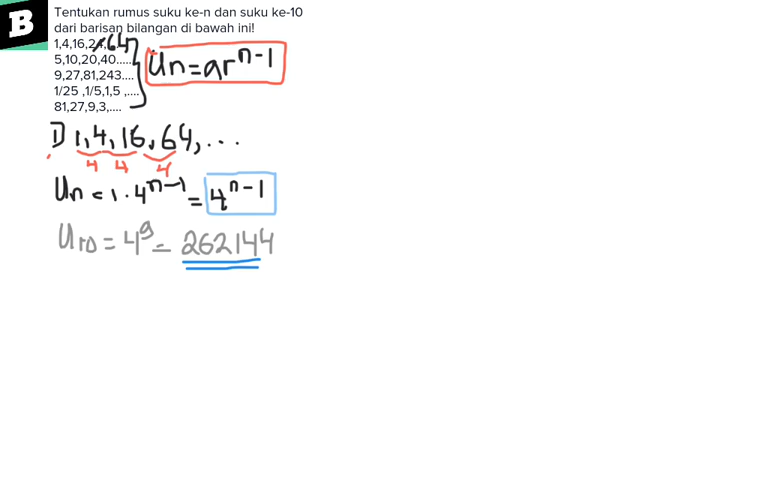 B
Tentukan rumus suku ke-n dan suku ke-10
dari barisan bilangan di bawah ini!
1,4,16,24, 64
5,10,20,40.....
9,27,81,243....
1/25 ,1/5,1,5 ,....
81,27,9,3,....
Un=ar^n-1
1) 1,4,16,64,...
4 4 4
Un = 1.4^n-1 = 4^n-1
U10 = 4^9 = 262144